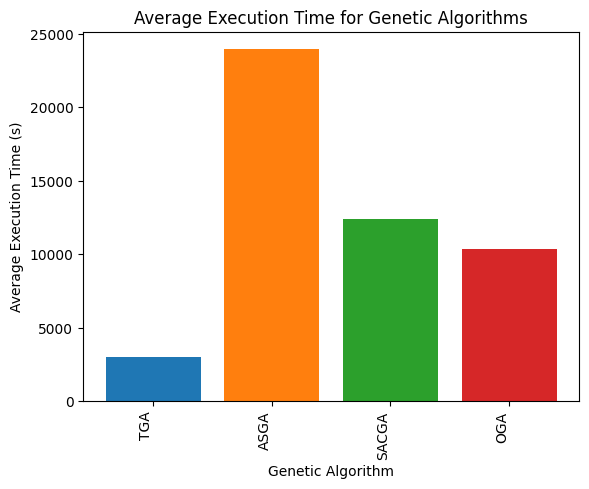 Average Execution Time for Genetic Algorithms
Average Execution Time (s)
25000
20000
15000
10000
5000
0
TGA
ASGA
SACGA
OGA
Genetic Algorithm